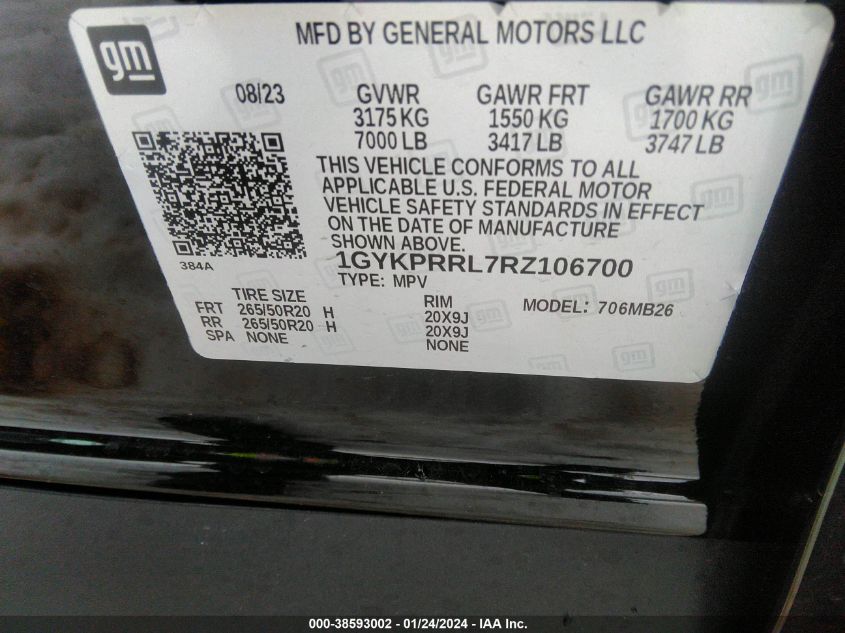 gm
MFD BY GENERAL MOTORS LLC
08/23 GVWR GAWR FRT GAWR RR
3175 KG 1550 KG 1700 KG
7000 LB 3417 LB 3747 LB
THIS VEHICLE CONFORMS TO ALL
APPLICABLE U.S. FEDERAL MOTOR
VEHICLE SAFETY STANDARDS IN EFFECT
ON THE DATE OF MANUFACTURE
SHOWN ABOVE.
384A
1GYKPRRL7RZ106700
TYPE: MPV
TIRE SIZE RIM MODEL: 706MB26
FRT 265/50R20 H 20X9J
RR 265/50R20 H 20X9J
SPA NONE NONE
000-38593002 - 01/24/2024 - IAA Inc.